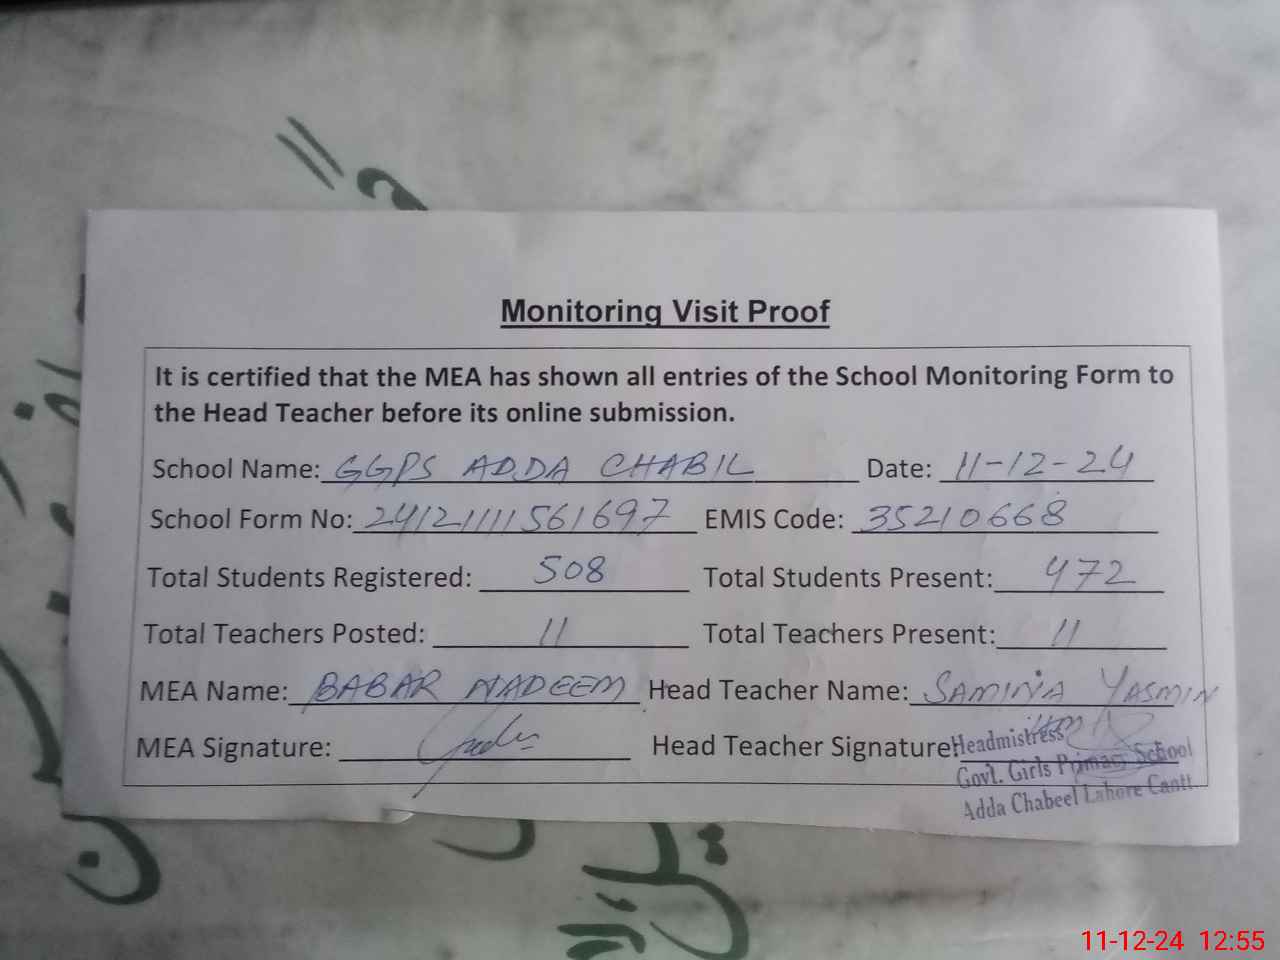 Monitoring Visit Proof
It is certified that the MEA has shown all entries of the School Monitoring Form to
the Head Teacher before its online submission.
School Name: GGPS ADDA CHABIL Date: 11-12-24
School Form No: 24121111561697 EMIS Code: 35210668
Total Students Registered: 508 Total Students Present: 472
Total Teachers Posted: 11 Total Teachers Present: 11
MEA Name: BABAR NADEEM Head Teacher Name: SAMINA YASMIN
MEA Signature: Head Teacher Signature:
Headmistress
Govt. Girls Primary School
Adda Chabeel Lahore Cantt
11-12-24 12:55